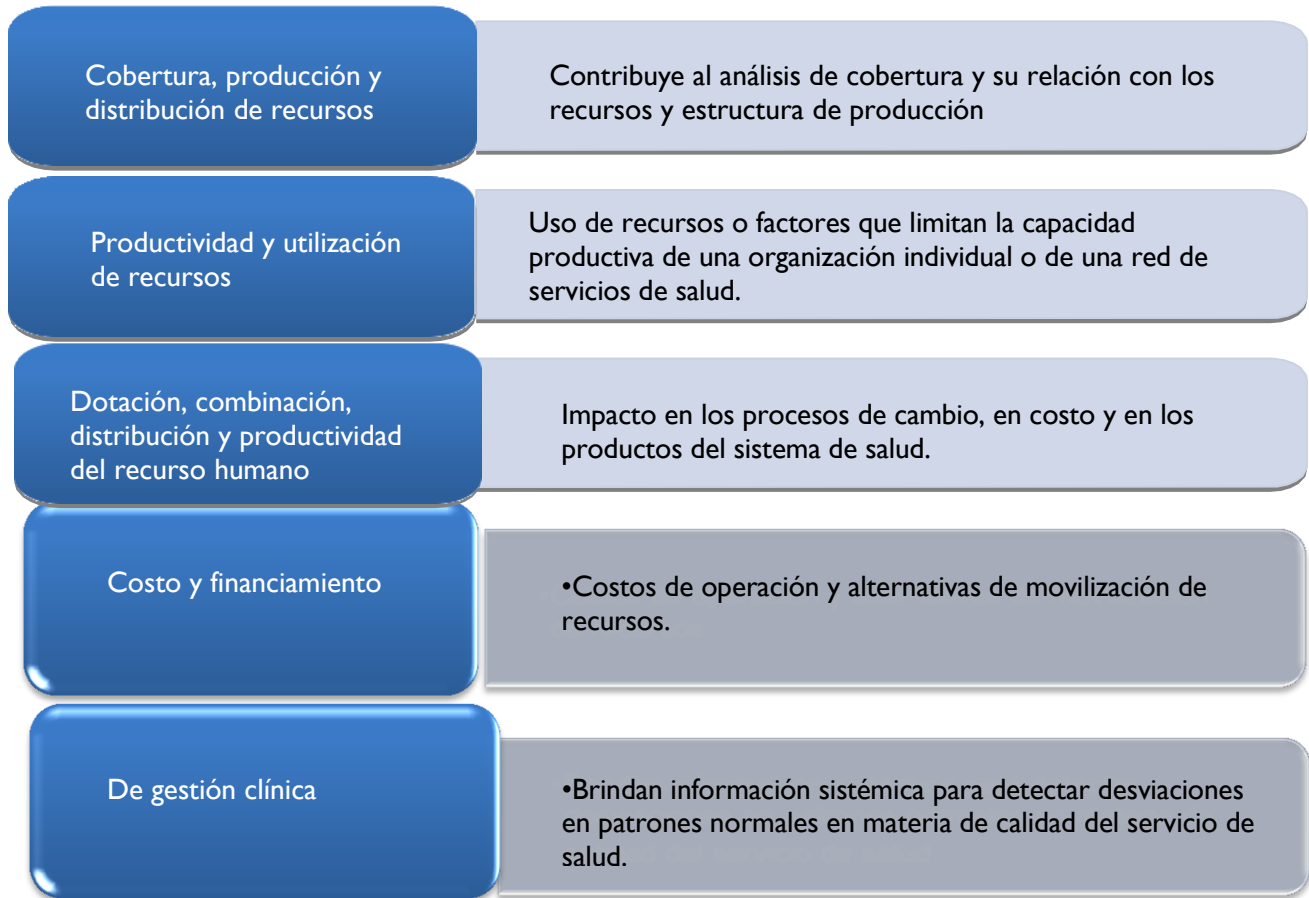 Cobertura, producción y
distribución de recursos
Contribuye al análisis de cobertura y su relación con los
recursos y estructura de producción
Productividad y utilización
de recursos
Uso de recursos o factores que limitan la capacidad
productiva de una organización individual o de una red de
servicios de salud.
Dotación, combinación,
distribución y productividad
del recurso humano
Impacto en los procesos de cambio, en costo y en los
productos del sistema de salud.
Costo y financiamiento
•Costos de operación y alternativas de movilización de
recursos.
De gestión clínica
•Brindan información sistémica para detectar desviaciones
en patrones normales en materia de calidad del servicio de
salud.